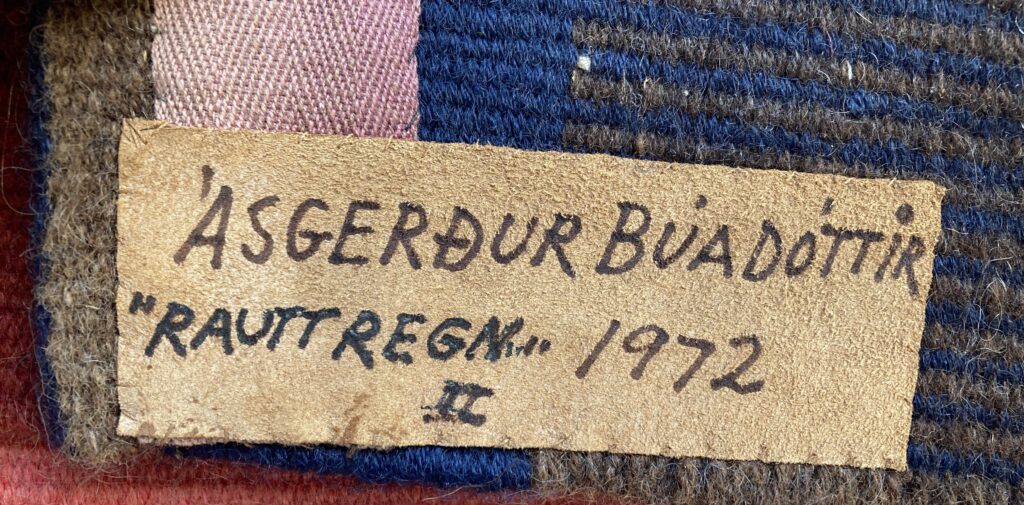 ÁSGERÐUR BÚADÓTTIR
"RAUTT REGN..." 1972
II